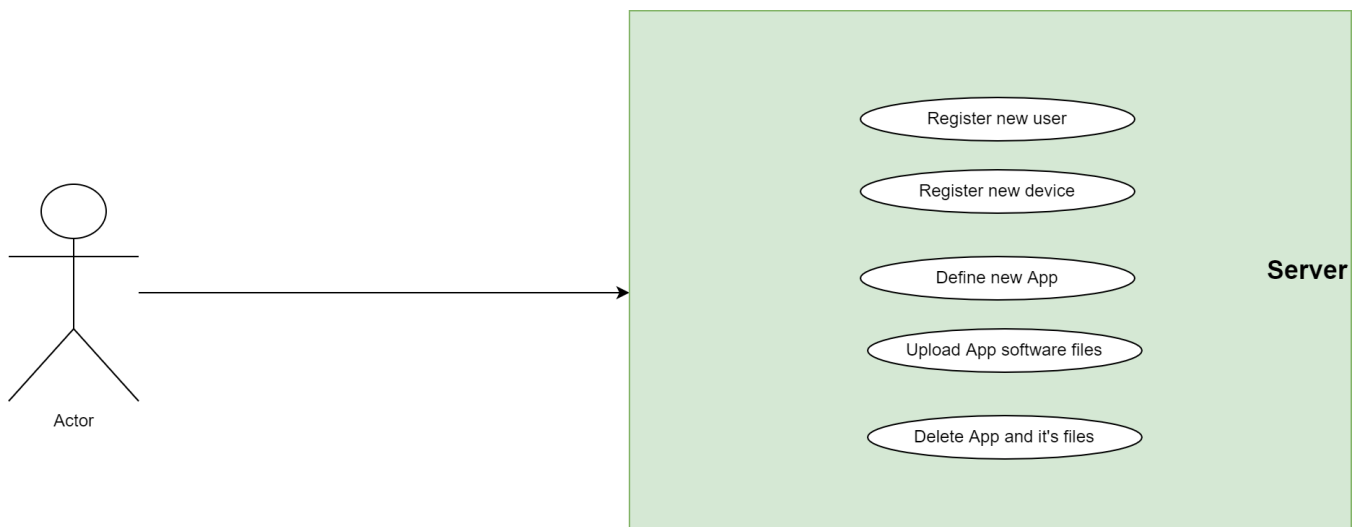 Register new user
Register new device
Server
Define new App
Upload App software files
Actor
Delete App and it's files